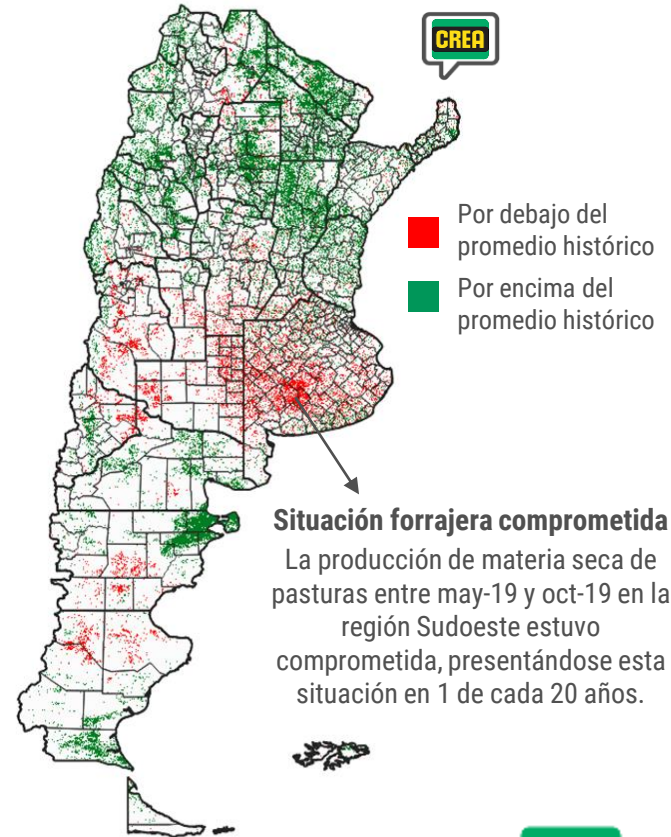 CREA
Por debajo del
promedio histórico
Por encima del
promedio histórico
Situación forrajera comprometida
La producción de materia seca de
pasturas entre may-19 y oct-19 en la
región Sudoeste estuvo
comprometida, presentándose esta
situación en 1 de cada 20 años.